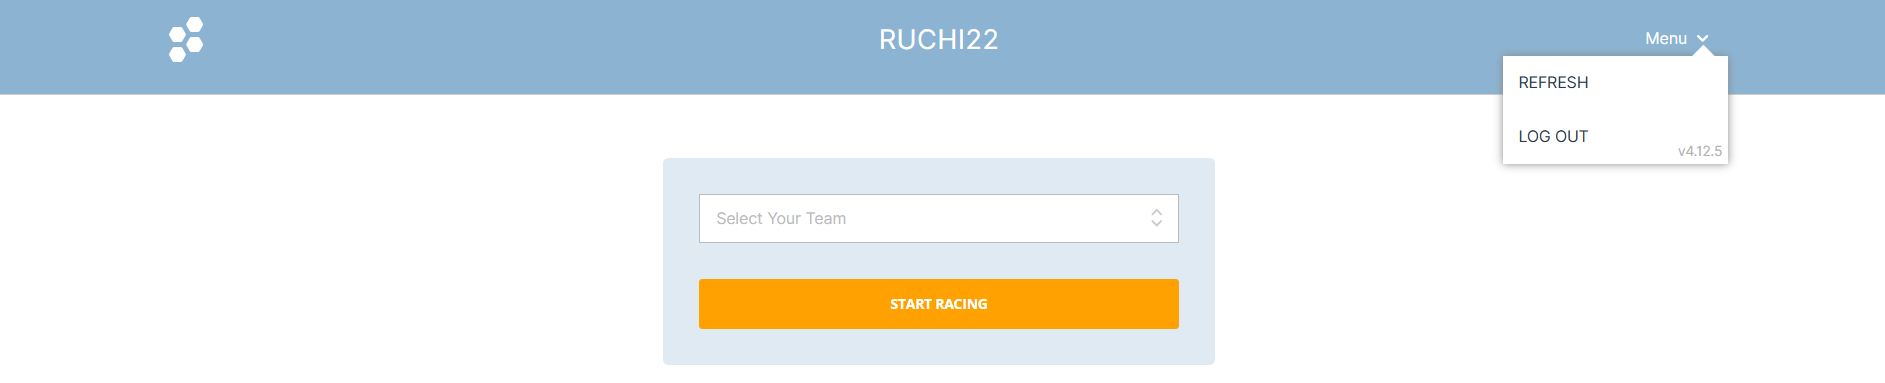 RUCHI22
Menu
REFRESH
LOG OUT
v4.12.5
Select Your Team
START RACING